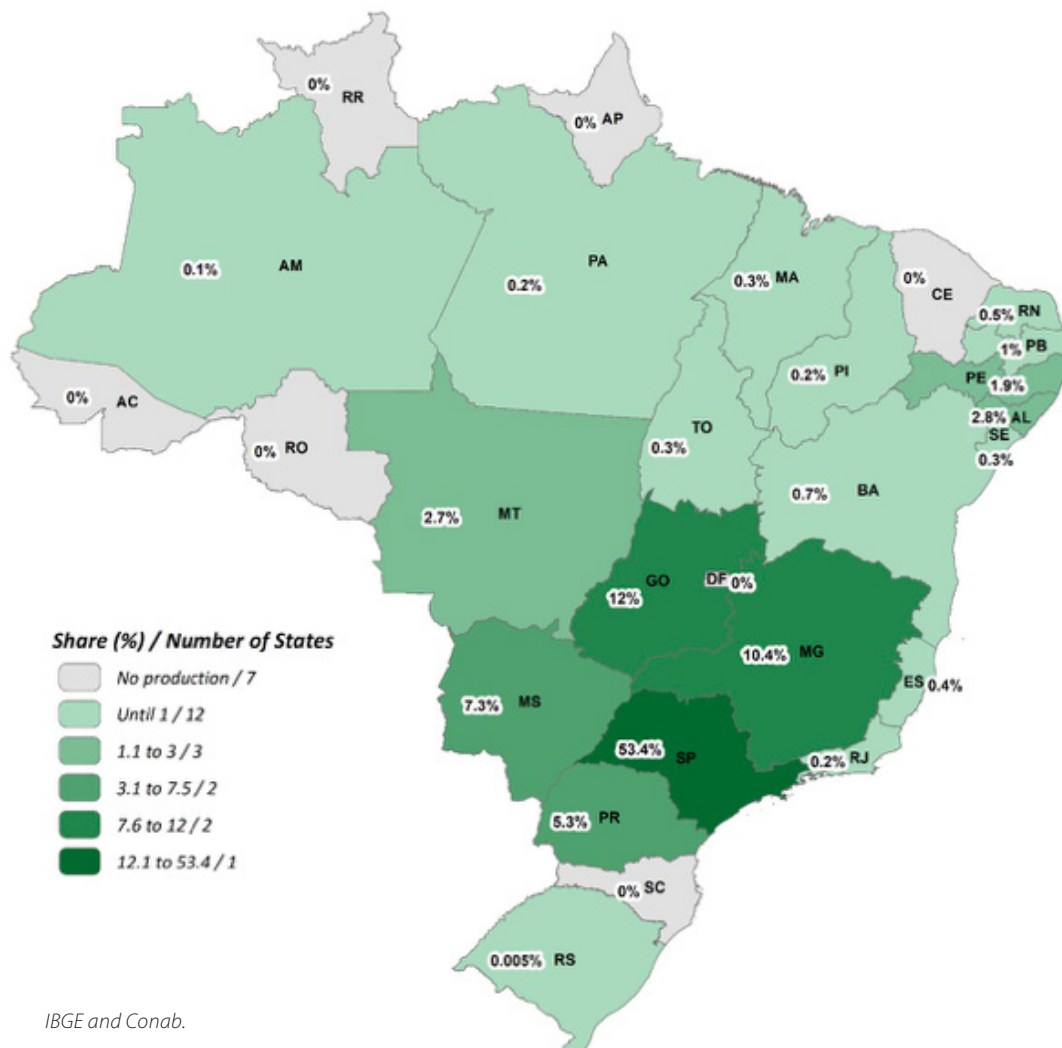 0%
RR
0% AP
0.1%
AM
0.2%
PA
0.3% MA
0%
CE
0.5% RN
1% PB
0.2% PI
PE 1.9%
2.8% AL
SE
0.3%
0%
AC
0%
RO
2.7%
MT
0.3%
TO
0.7%
BA
GO
12%
DF 0%
10.4% MG
ES 0.4%
7.3% MS
53.4% SP
0.2% RJ
5.3% PR
0% SC
0.005% RS
Share (%) / Number of States
No production / 7
Until 1 / 12
1.1 to 3 / 3
3.1 to 7.5 / 2
7.6 to 12 / 2
12.1 to 53.4 / 1
IBGE and Conab.